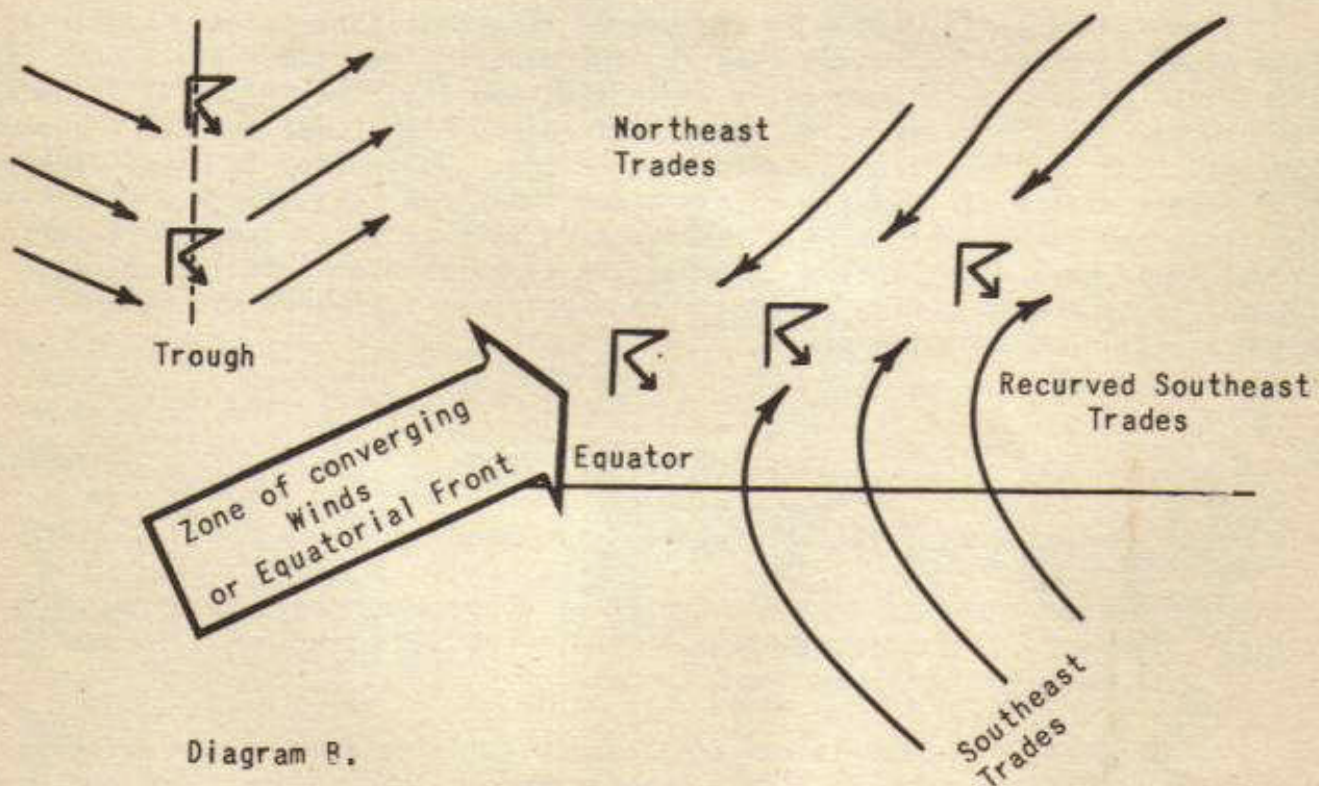 Northeast
Trades
Trough
Recurved Southeast
Trades
Zone of converging
Winds
or Equatorial Front
Equator
Southeast
Trades
Diagram B.